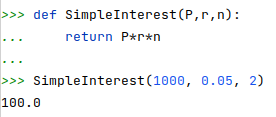 >>> def SimpleInterest(P,r,n):
...     return P*r*n
...
>>> SimpleInterest(1000, 0.05, 2)
100.0